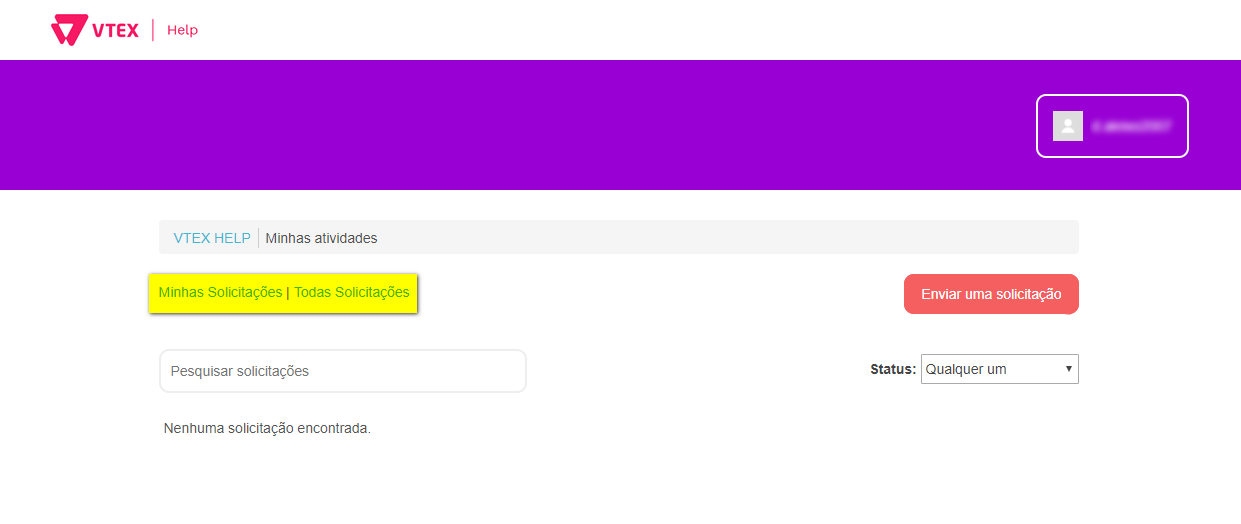 VTEX | Help
VTEX HELP | Minhas atividades
Minhas Solicitações | Todas Solicitações
Enviar uma solicitação
Pesquisar solicitações
Status: Qualquer um
Nenhuma solicitação encontrada.